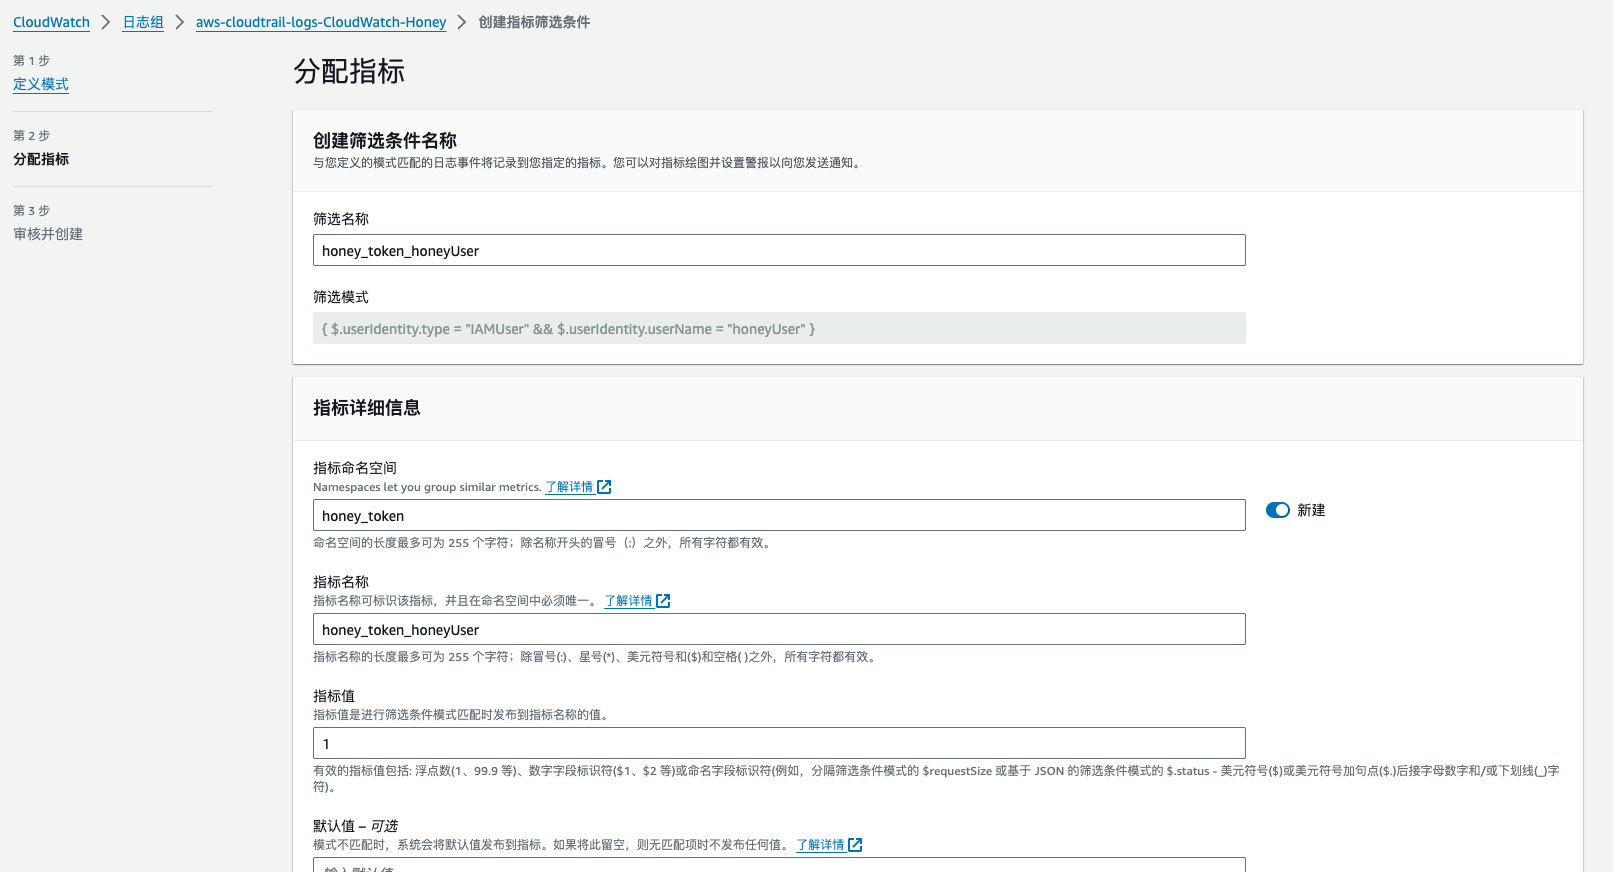 CloudWatch > 日志组 > aws-cloudtrail-logs-CloudWatch-Honey > 创建指标筛选条件
第 1 步
定义模式
第 2 步
分配指标
第 3 步
审核并创建
分配指标
创建筛选条件名称
与您定义的模式匹配的日志事件将记录到您指定的指标。您可以对指标绘图并设置警报以向您发送通知。
筛选名称
honey_token_honeyUser
筛选模式
{ $.userIdentity.type = "IAMUser" && $.userIdentity.userName = "honeyUser" }
指标详细信息
指标命名空间
Namespaces let you group similar metrics. 了解详情
honey_token
新建
命名空间的长度最多可为 255 个字符；除名称开头的冒号（:）之外，所有字符都有效。
指标名称
指标名称可标识该指标，并且在命名空间中必须唯一。 了解详情
honey_token_honeyUser
指标名称的长度最多可为 255 个字符；除冒号(:)、星号(*)、美元符号和($)和空格( )之外，所有字符都有效。
指标值
指标值是进行筛选条件模式匹配时发布到指标名称的值。
1
有效的指标值包括: 浮点数(1、99.9 等)、数字字段标识符($1、$2 等)或命名字段标识符(例如，分隔筛选条件模式的 $requestSize 或基于 JSON 的筛选条件模式的 $.status - 美元符号($)或美元符号加句点($.)后接字母数字和/或下划线(_)字
符)。
默认值 – 可选
模式不匹配时，系统会将默认值发布到指标。如果将此留空，则无匹配项时不发布任何值。 了解详情
输入默认值